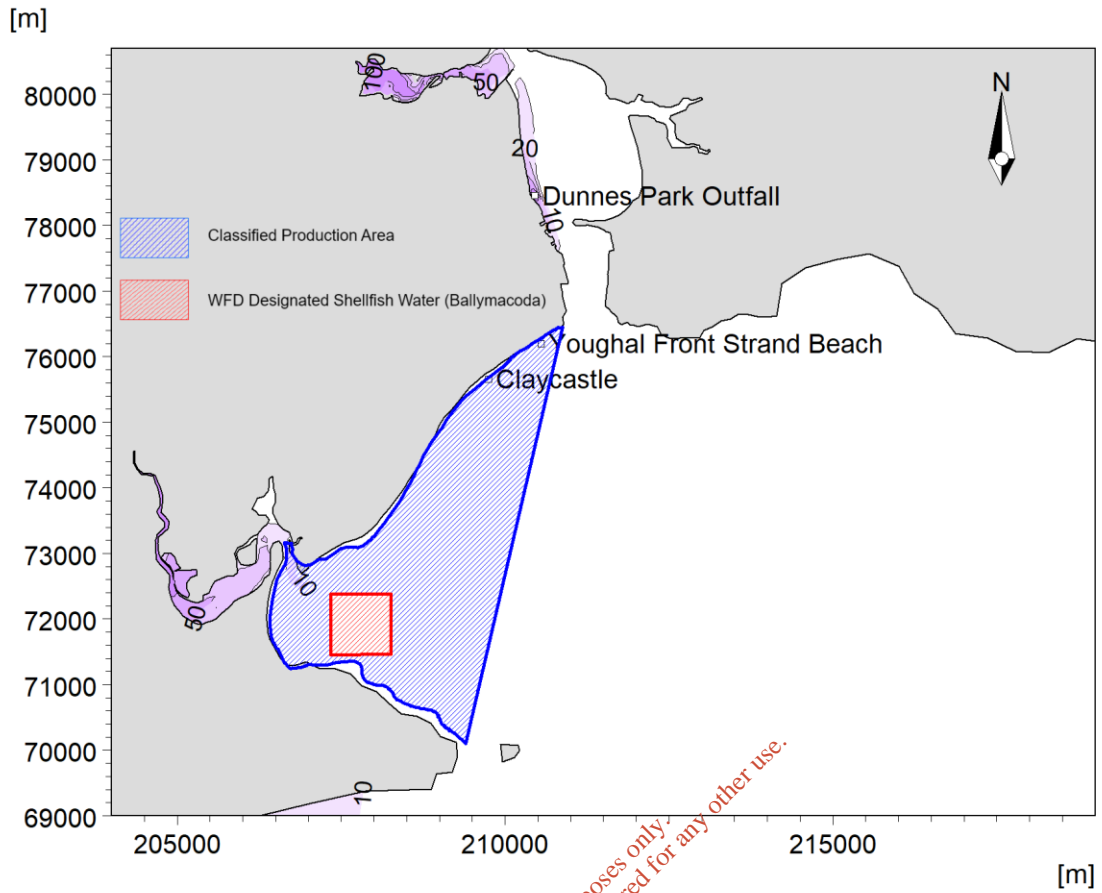 [m]
80000
79000
78000
77000
76000
75000
74000
73000
72000
71000
70000
69000
205000
210000
215000
[m]
N
100
50
20
Dunnes Park Outfall
10
Classified Production Area
WFD Designated Shellfish Water (Ballymacoda)
Youghal Front Strand Beach
Claycastle
10
50
10
oses only.
red for any other use.